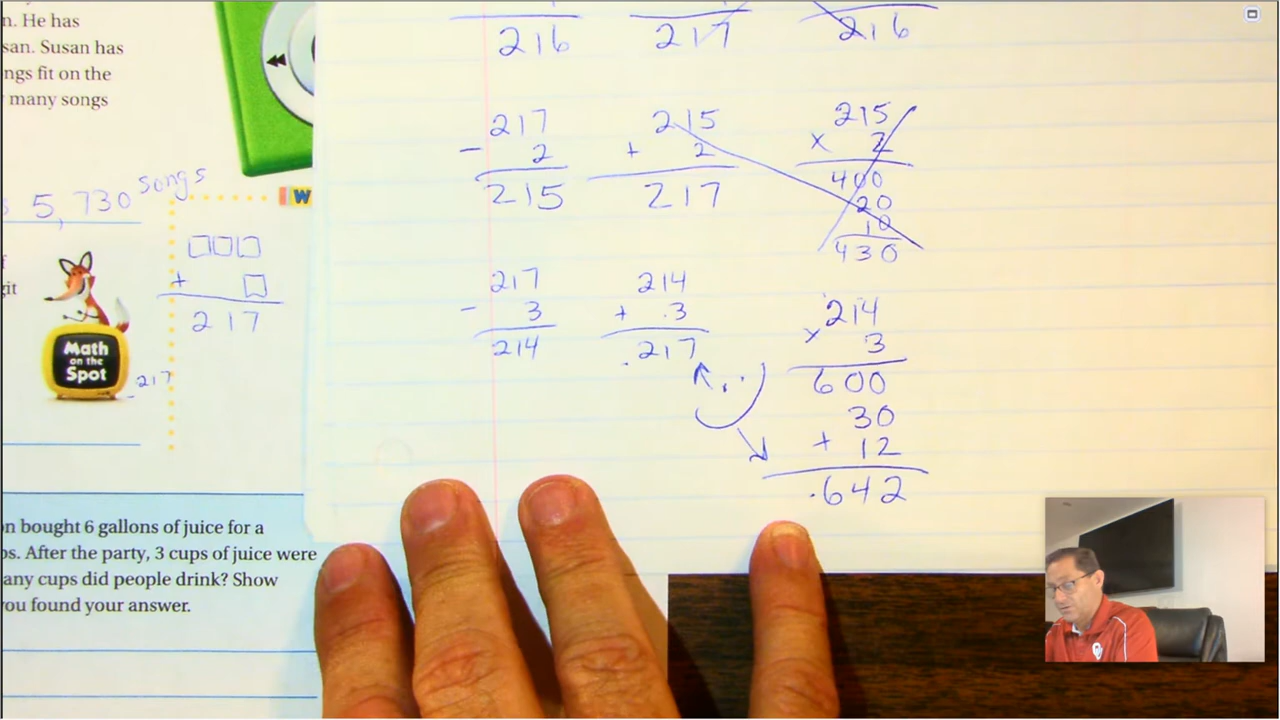 n. He has
san. Susan has
ngs fit on the
many songs
5,730 songs
W
git
□□□
+ □
217
Math
on the
Spot
217
216
217
216
217
- 2
215
215
+ 2
217
215
x 2
400
20
10
430
217
- 3
214
214
+ .3
.217
214
x 3
600
30
+ 12
.642
on bought 6 gallons of juice for a
ps. After the party, 3 cups of juice were
any cups did people drink? Show
you found your answer.